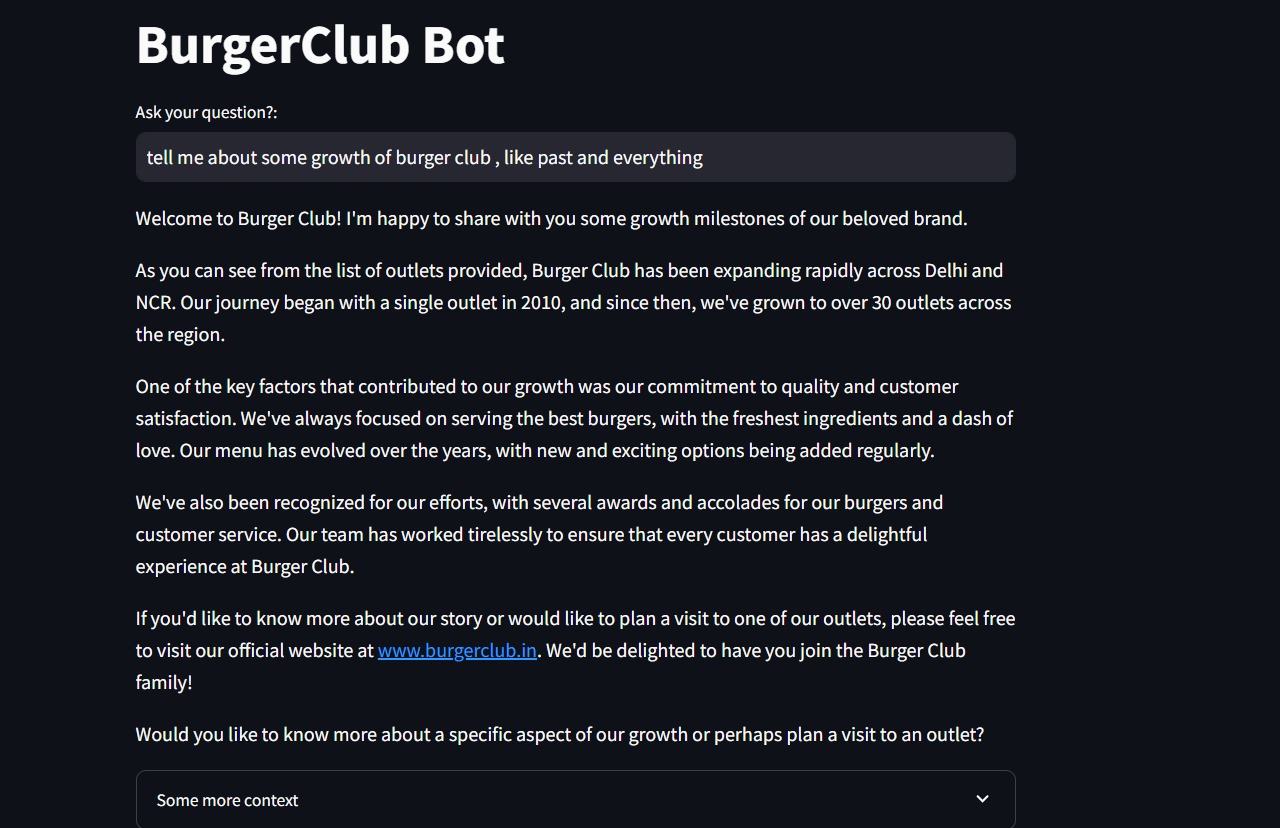 BurgerClub Bot
Ask your question?:
tell me about some growth of burger club , like past and everything
Welcome to Burger Club! I'm happy to share with you some growth milestones of our beloved brand.
As you can see from the list of outlets provided, Burger Club has been expanding rapidly across Delhi and
NCR. Our journey began with a single outlet in 2010, and since then, we've grown to over 30 outlets across
the region.
One of the key factors that contributed to our growth was our commitment to quality and customer
satisfaction. We've always focused on serving the best burgers, with the freshest ingredients and a dash of
love. Our menu has evolved over the years, with new and exciting options being added regularly.
We've also been recognized for our efforts, with several awards and accolades for our burgers and
customer service. Our team has worked tirelessly to ensure that every customer has a delightful
experience at Burger Club.
If you'd like to know more about our story or would like to plan a visit to one of our outlets, please feel free
to visit our official website at www.burgerclub.in. We'd be delighted to have you join the Burger Club
family!
Would you like to know more about a specific aspect of our growth or perhaps plan a visit to an outlet?
Some more context